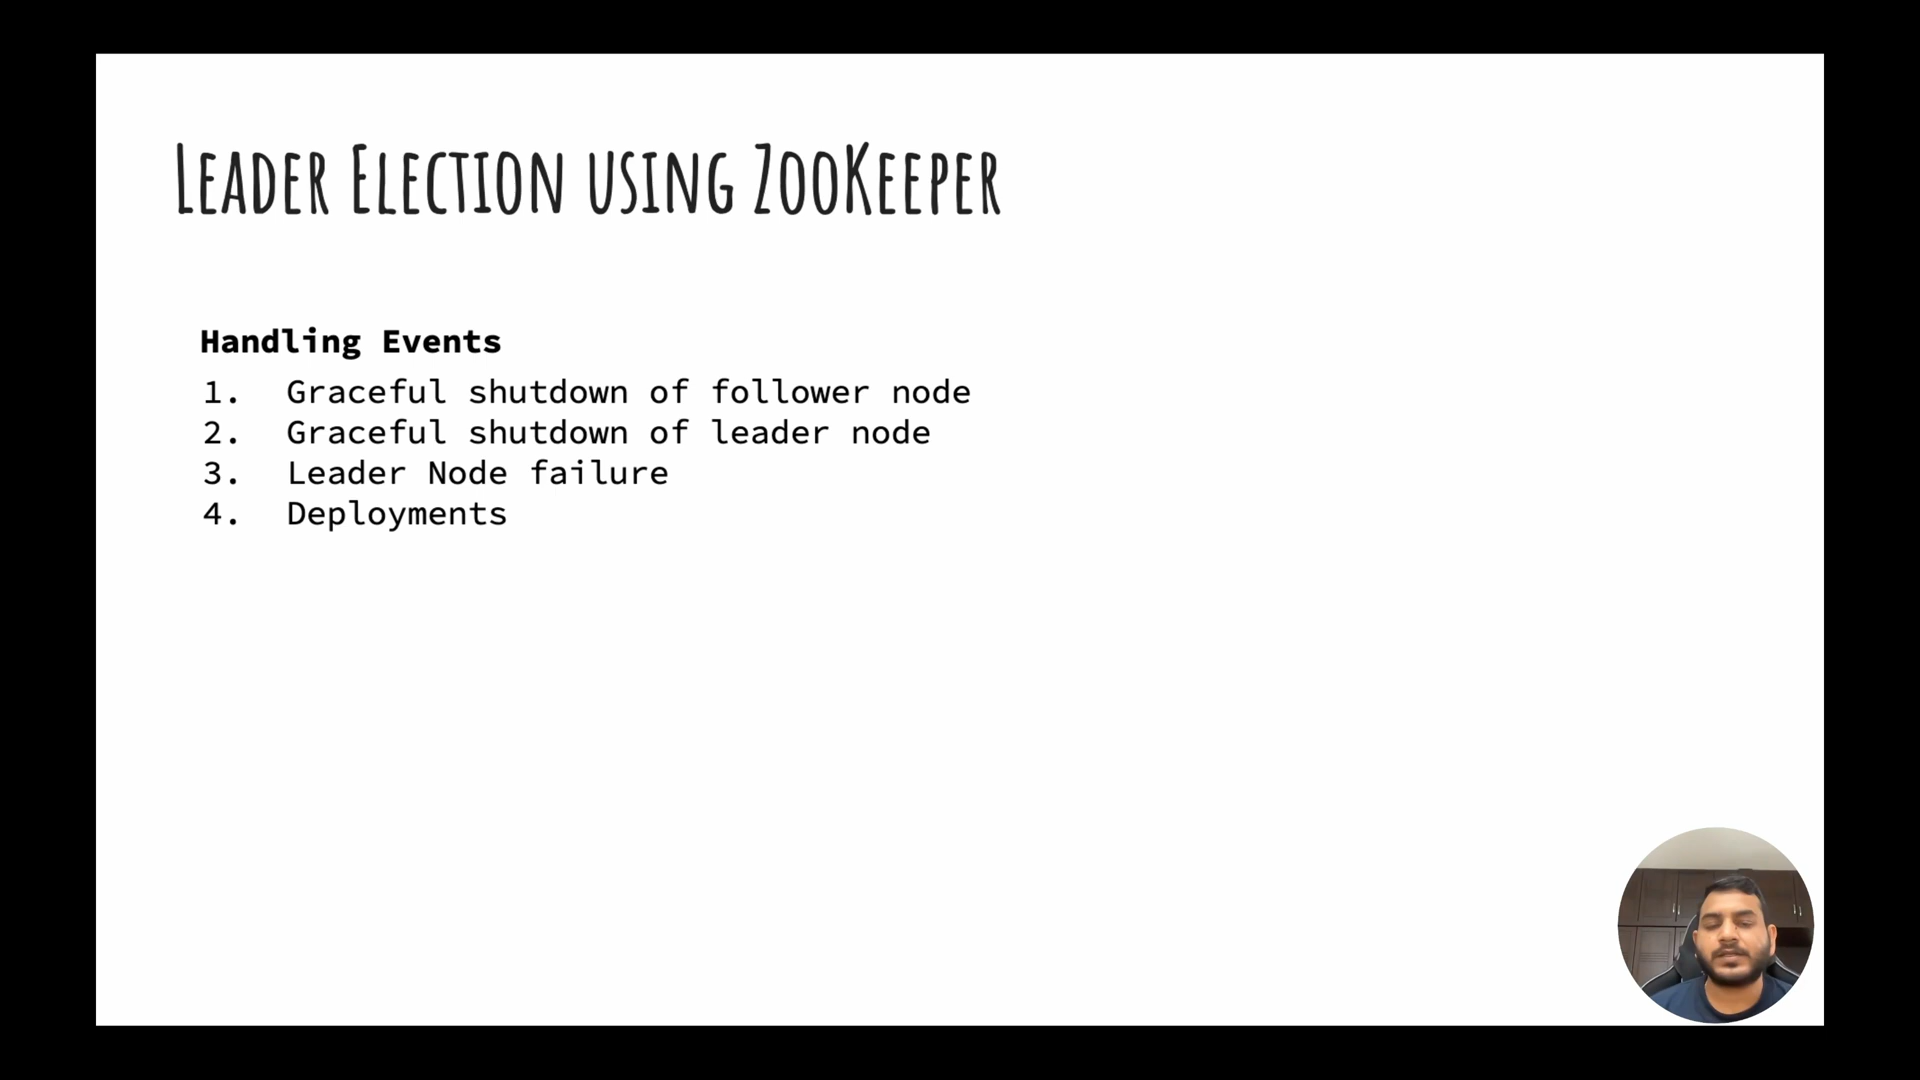 Leader Election using ZooKeeper
Handling Events
1. Graceful shutdown of follower node
2. Graceful shutdown of leader node
3. Leader Node failure
4. Deployments